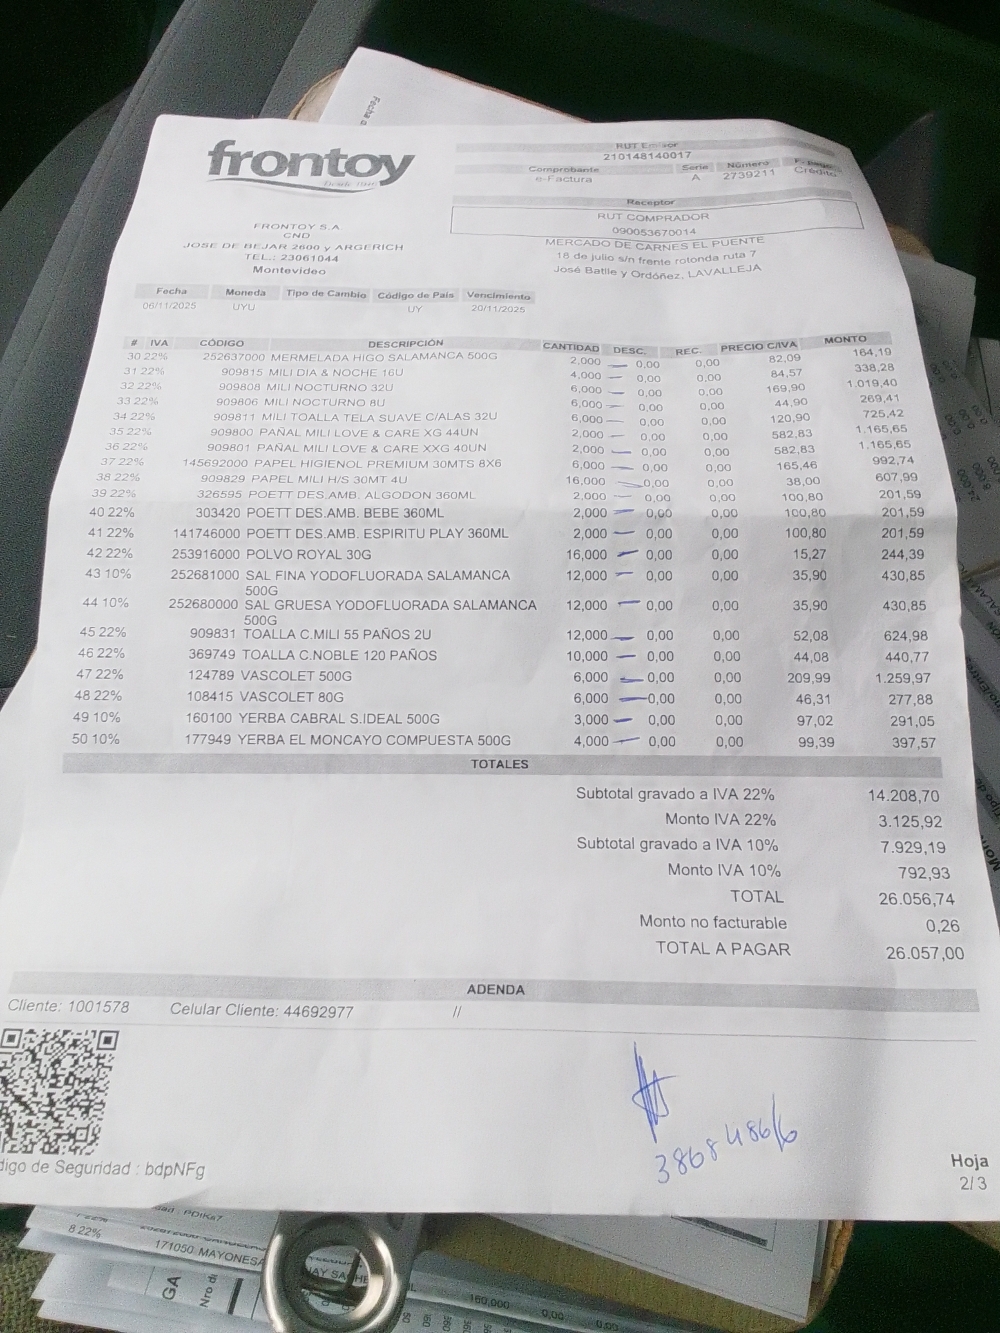 frontoy
Desde 1946
RUT Emisor
210148140017
Comprobante Serie Número F. pago
e-Factura A 2739211 Crédito
Receptor
RUT COMPRADOR
090053670014
MERCADO DE CARNES EL PUENTE
18 de julio s/n frente rotonda ruta 7
José Batlle y Ordóñez, LAVALLEJA
FRONTOY S.A.
CND
JOSE DE BEJAR 2600 y ARGERICH
TEL.: 23061044
Montevideo
Fecha Moneda Tipo de Cambio Código de País Vencimiento
06/11/2025 UYU UY 20/11/2025
# IVA CÓDIGO DESCRIPCIÓN CANTIDAD DESC. REC. PRECIO C/IVA MONTO
30 22% 252637000 MERMELADA HIGO SALAMANCA 500G 2,000 0,00 0,00 82,09 164,19
31 22% 909815 MILI DIA & NOCHE 16U 4,000 0,00 0,00 84,57 338,28
32 22% 909808 MILI NOCTURNO 32U 6,000 0,00 0,00 169,90 1.019,40
33 22% 909806 MILI NOCTURNO 8U 6,000 0,00 0,00 44,90 269,41
34 22% 909811 MILI TOALLA TELA SUAVE C/ALAS 32U 6,000 0,00 0,00 120,90 725,42
35 22% 909800 PAÑAL MILI LOVE & CARE XG 44UN 2,000 0,00 0,00 582,83 1.165,65
36 22% 909801 PAÑAL MILI LOVE & CARE XXG 40UN 2,000 0,00 0,00 582,83 1.165,65
37 22% 145692000 PAPEL HIGIENOL PREMIUM 30MTS 8X6 6,000 0,00 0,00 165,46 992,74
38 22% 909829 PAPEL MILI H/S 30MT 4U 16,000 0,00 0,00 38,00 607,99
39 22% 326595 POETT DES.AMB. ALGODON 360ML 2,000 0,00 0,00 100,80 201,59
40 22% 303420 POETT DES.AMB. BEBE 360ML 2,000 0,00 0,00 100,80 201,59
41 22% 141746000 POETT DES.AMB. ESPIRITU PLAY 360ML 2,000 0,00 0,00 100,80 201,59
42 22% 253916000 POLVO ROYAL 30G 16,000 0,00 0,00 15,27 244,39
43 10% 252681000 SAL FINA YODOFLUORADA SALAMANCA 12,000 0,00 0,00 35,90 430,85
500G
44 10% 252680000 SAL GRUESA YODOFLUORADA SALAMANCA 12,000 0,00 0,00 35,90 430,85
500G
45 22% 909831 TOALLA C.MILI 55 PAÑOS 2U 12,000 0,00 0,00 52,08 624,98
46 22% 369749 TOALLA C.NOBLE 120 PAÑOS 10,000 0,00 0,00 44,08 440,77
47 22% 124789 VASCOLET 500G 6,000 0,00 0,00 209,99 1.259,97
48 22% 108415 VASCOLET 80G 6,000 0,00 0,00 46,31 277,88
49 10% 160100 YERBA CABRAL S.IDEAL 500G 3,000 0,00 0,00 97,02 291,05
50 10% 177949 YERBA EL MONCAYO COMPUESTA 500G 4,000 0,00 0,00 99,39 397,57
TOTALES
Subtotal gravado a IVA 22% 14.208,70
Monto IVA 22% 3.125,92
Subtotal gravado a IVA 10% 7.929,19
Monto IVA 10% 792,93
TOTAL 26.056,74
Monto no facturable 0,26
TOTAL A PAGAR 26.057,00
ADENDA
Cliente: 1001578 Celular Cliente: 44692977 //
digo de Seguridad : bdpNFg
Hoja
2/3
8 22%
171050 MAYONESA
GA
Nro di
160,000 0,00 0,00